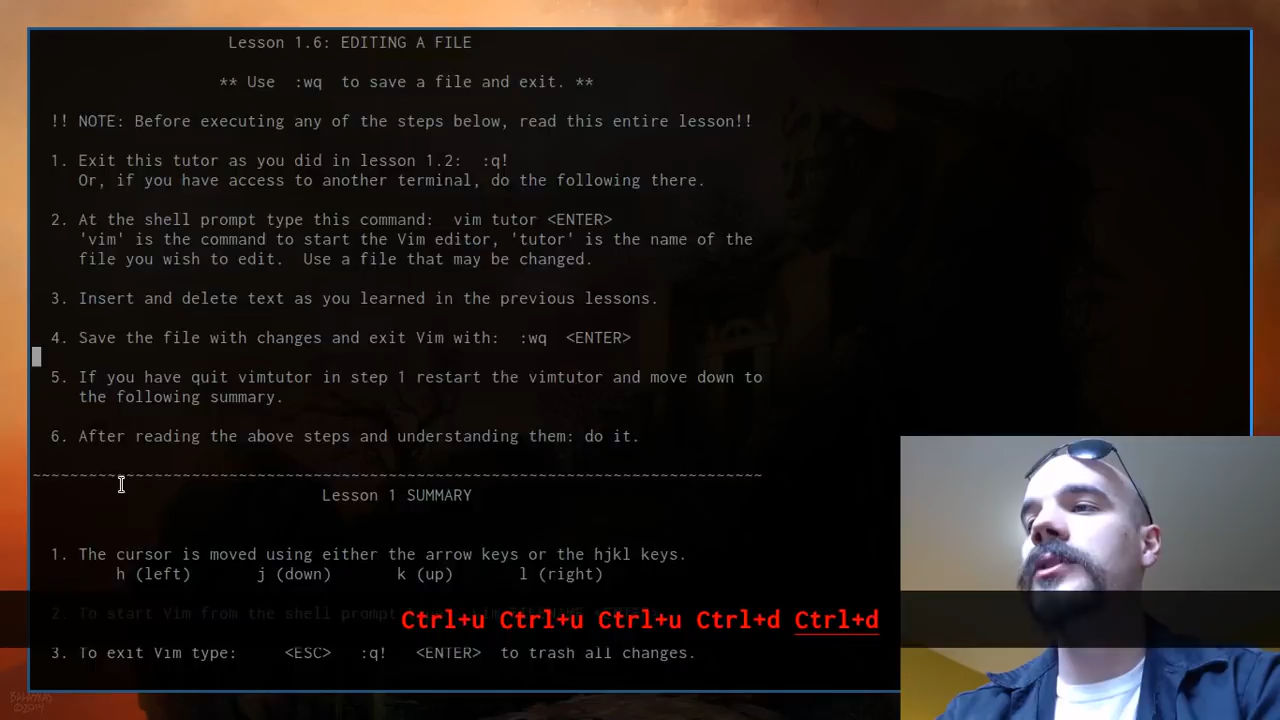 Lesson 1.6: EDITING A FILE
** Use :wq to save a file and exit. **
!! NOTE: Before executing any of the steps below, read this entire lesson!!
1. Exit this tutor as you did in lesson 1.2: :q!
Or, if you have access to another terminal, do the following there.
2. At the shell prompt type this command: vim tutor <ENTER>
'vim' is the command to start the Vim editor, 'tutor' is the name of the
file you wish to edit. Use a file that may be changed.
3. Insert and delete text as you learned in the previous lessons.
4. Save the file with changes and exit Vim with: :wq <ENTER>
5. If you have quit vimtutor in step 1 restart the vimtutor and move down to
the following summary.
6. After reading the above steps and understanding them: do it.
~~~~~~~~~~~~~~~~~~~~~~~~~~~~~~~~~~~~~~~~~~~~~~~~~~~~~~~~~~~~~~~~~~~~~~~~~~~~~~
Lesson 1 SUMMARY
1. The cursor is moved using either the arrow keys or the hjkl keys.
h (left) j (down) k (up) l (right)
2. To start Vim from the shell prompt
Ctrl+u Ctrl+u Ctrl+u Ctrl+d Ctrl+d
3. To exit Vim type: <ESC> :q! <ENTER> to trash all changes.